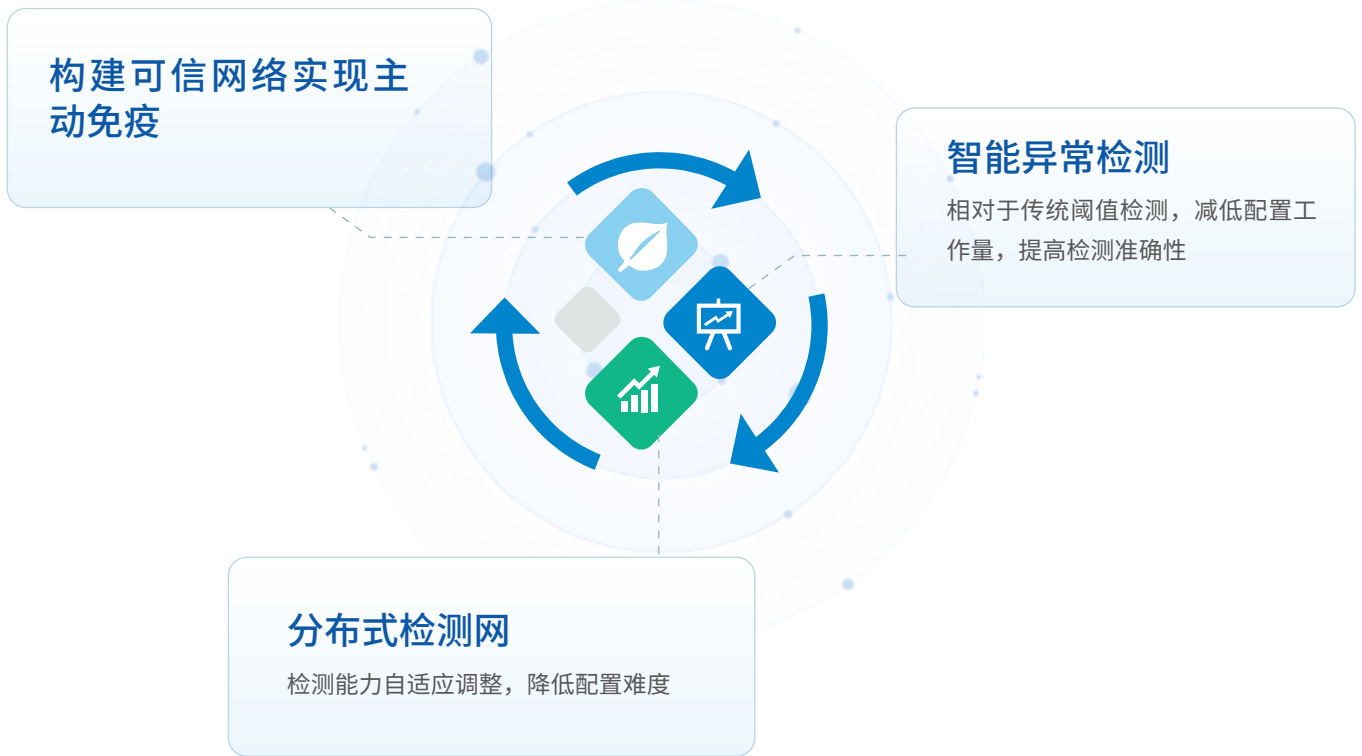 构建可信网络实现主
动免疫
智能异常检测
相对于传统阈值检测，减低配置工
作量，提高检测准确性
分布式检测网
检测能力自适应调整，降低配置难度